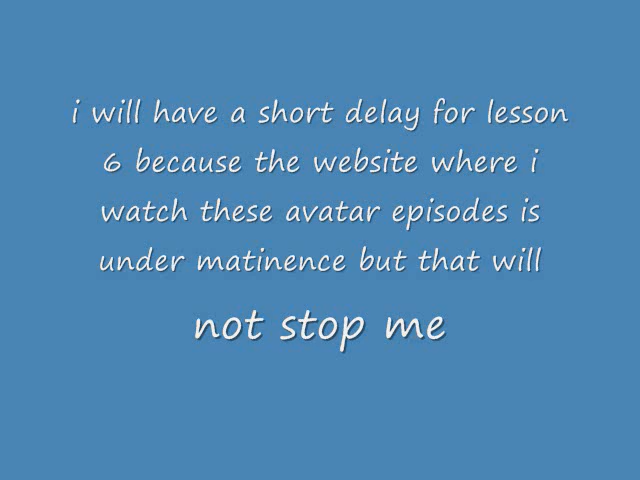 i will have a short delay for lesson
6 because the website where i
watch these avatar episodes is
under matinence but that will
not stop me